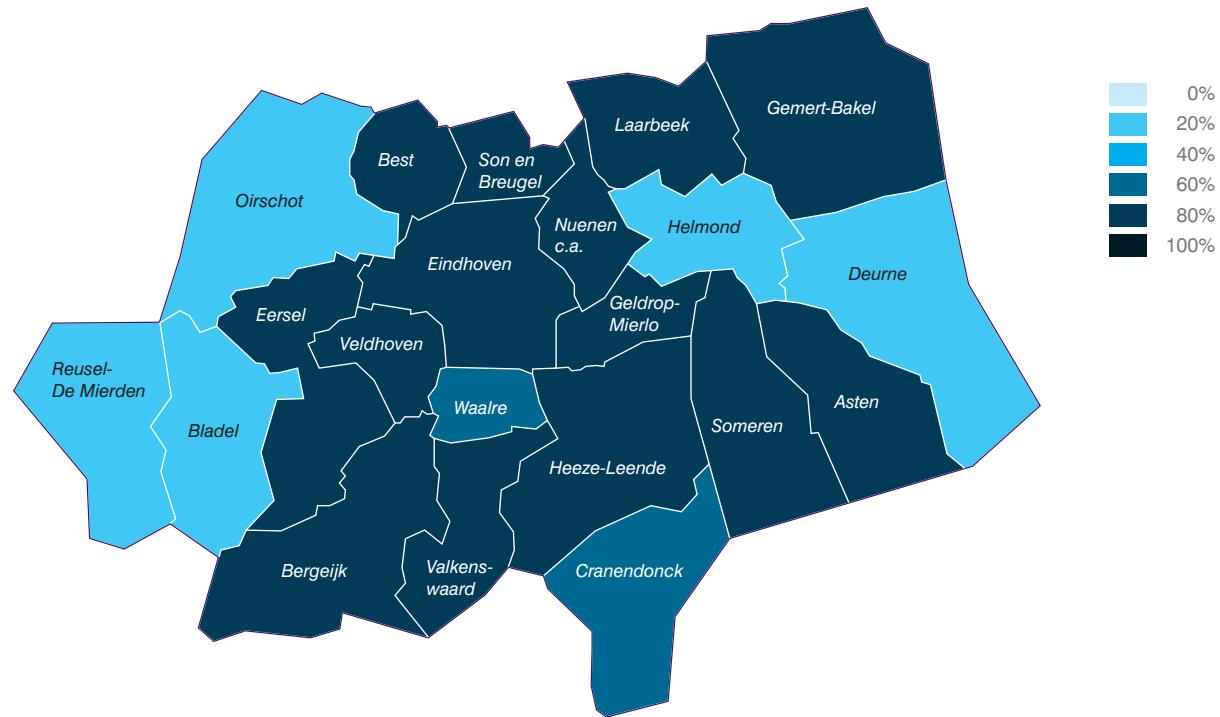 Gemert-Bakel
0%
20%
40%
60%
80%
100%
Laarbeek
Best
Son en
Breugel
Oirschot
Nuenen
c.a.
Helmond
Eindhoven
Deurne
Eersel
Geldrop-
Mierlo
Veldhoven
Reusel-
De Mierden
Waalre
Asten
Bladel
Someren
Heeze-Leende
Bergeijk
Valkens-
waard
Cranendonck